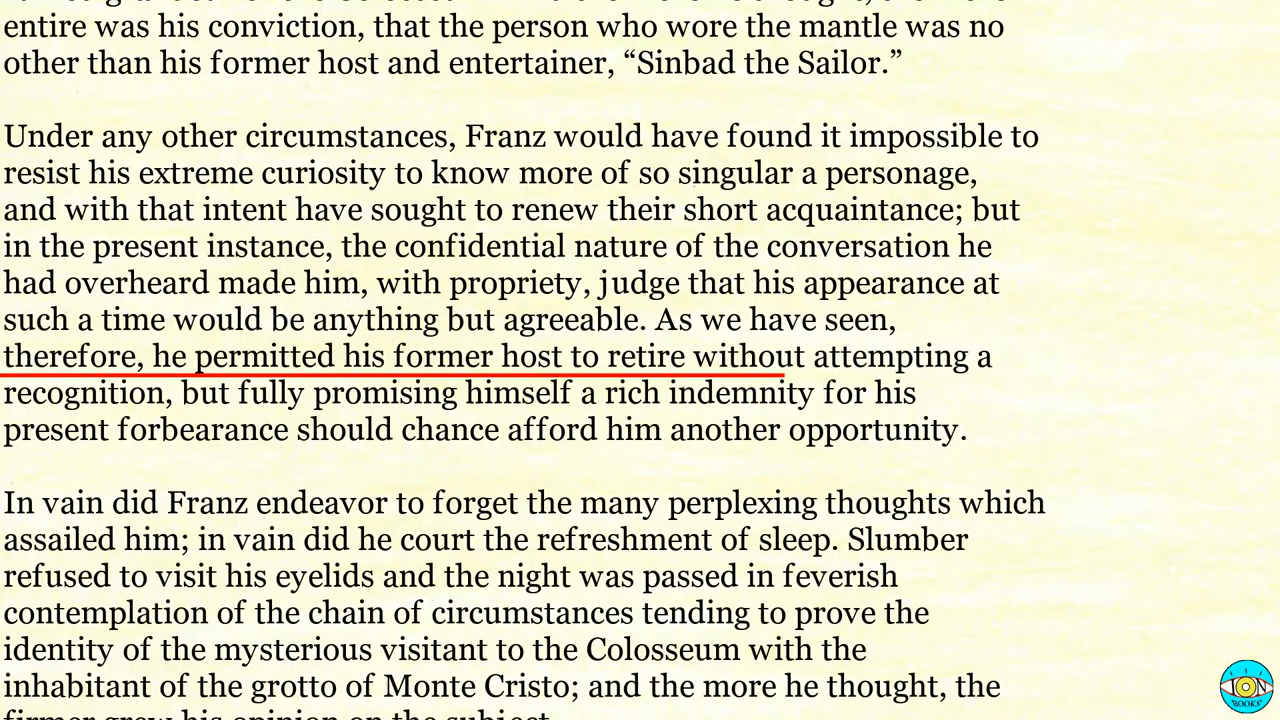 entire was his conviction, that the person who wore the mantle was no
other than his former host and entertainer, “Sinbad the Sailor.”
Under any other circumstances, Franz would have found it impossible to
resist his extreme curiosity to know more of so singular a personage,
and with that intent have sought to renew their short acquaintance; but
in the present instance, the confidential nature of the conversation he
had overheard made him, with propriety, judge that his appearance at
such a time would be anything but agreeable. As we have seen,
therefore, he permitted his former host to retire without attempting a
recognition, but fully promising himself a rich indemnity for his
present forbearance should chance afford him another opportunity.
In vain did Franz endeavor to forget the many perplexing thoughts which
assailed him; in vain did he court the refreshment of sleep. Slumber
refused to visit his eyelids and the night was passed in feverish
contemplation of the chain of circumstances tending to prove the
identity of the mysterious visitant to the Colosseum with the
inhabitant of the grotto of Monte Cristo; and the more he thought, the
firmer grew his opinion on the subject.
ION
BOOKS